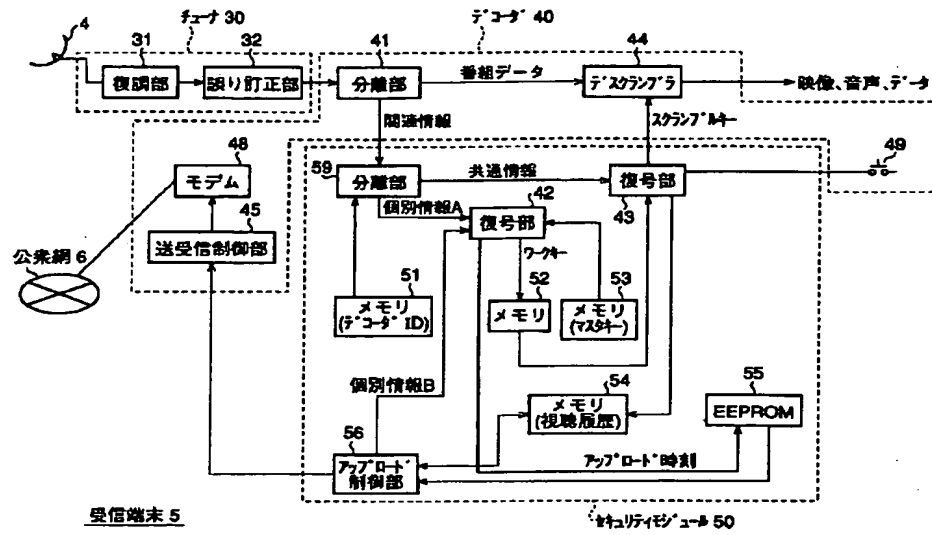 チューナ 30
デコーダ 40
4
31
32
41
44
復調部
誤り訂正部
分離部
番組データ
デスクランブラ
映像、音声、データ
関連情報
スクランブルキー
48
モデム
59
分離部
共通情報
復号部
43
49
個別情報A
42
復号部
45
送受信制御部
公衆網 6
ワークキー
51
メモリ
(デコーダID)
52
メモリ
53
メモリ
(マスタキー)
個別情報B
54
メモリ
(視聴履歴)
55
EEPROM
56
アップロード
制御部
アップロード時刻
受信端末 5
セキュリティモジュール 50